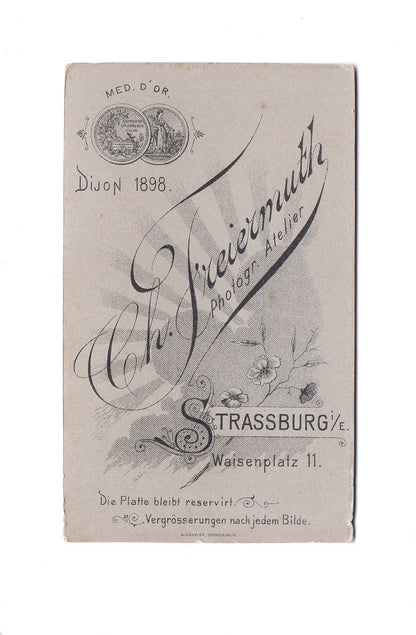 MED. D'OR.
DIJON 1898.
Ch. Freiermuth
Photogr. Atelier
STRASSBURG i/E.
Waisenplatz 11.
Die Platte bleibt reservirt.
Vergrösserungen nach jedem Bilde.